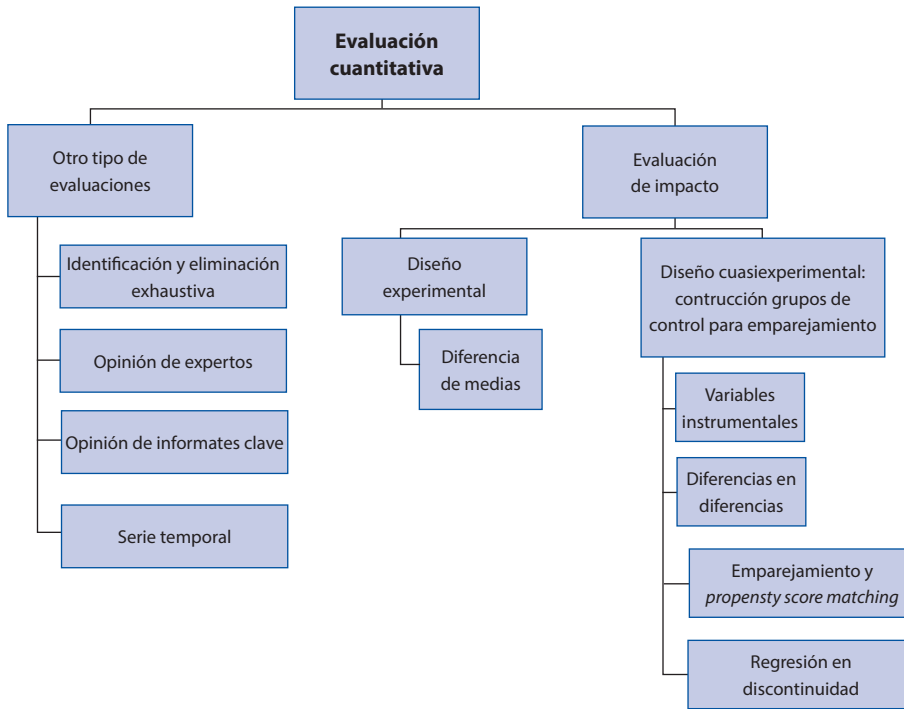 Evaluación
cuantitativa
Otro tipo de
evaluaciones
Identificación y eliminación
exhaustiva
Opinión de expertos
Opinión de informates clave
Serie temporal
Evaluación
de impacto
Diseño
experimental
Diferencia
de medias
Diseño cuasiexperimental:
contrucción grupos de
control para emparejamiento
Variables
instrumentales
Diferencias en
diferencias
Emparejamiento y
propensty score matching
Regresión en
discontinuidad